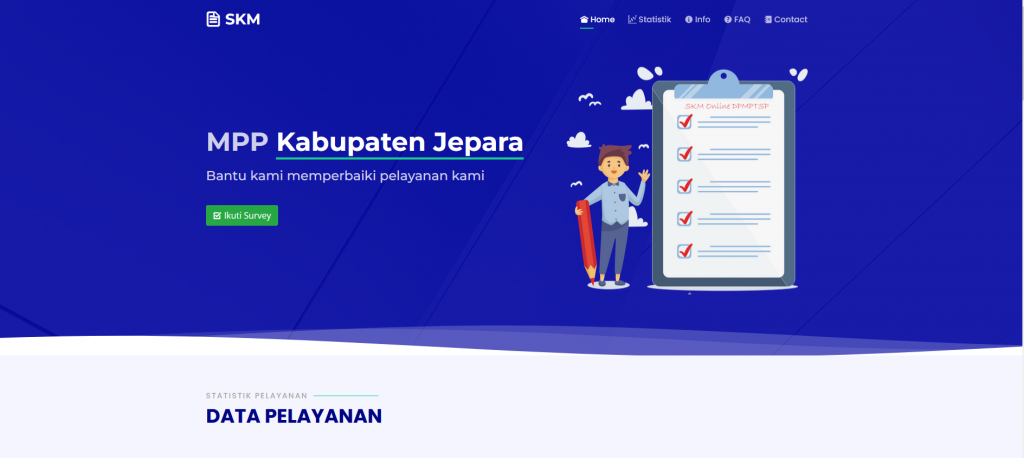 SKM
Home Statistik Info FAQ Contact
SKM Online DPMPTSP
MPP Kabupaten Jepara
Bantu kami memperbaiki pelayanan kami
Ikuti Survey
STATISTIK PELAYANAN
DATA PELAYANAN